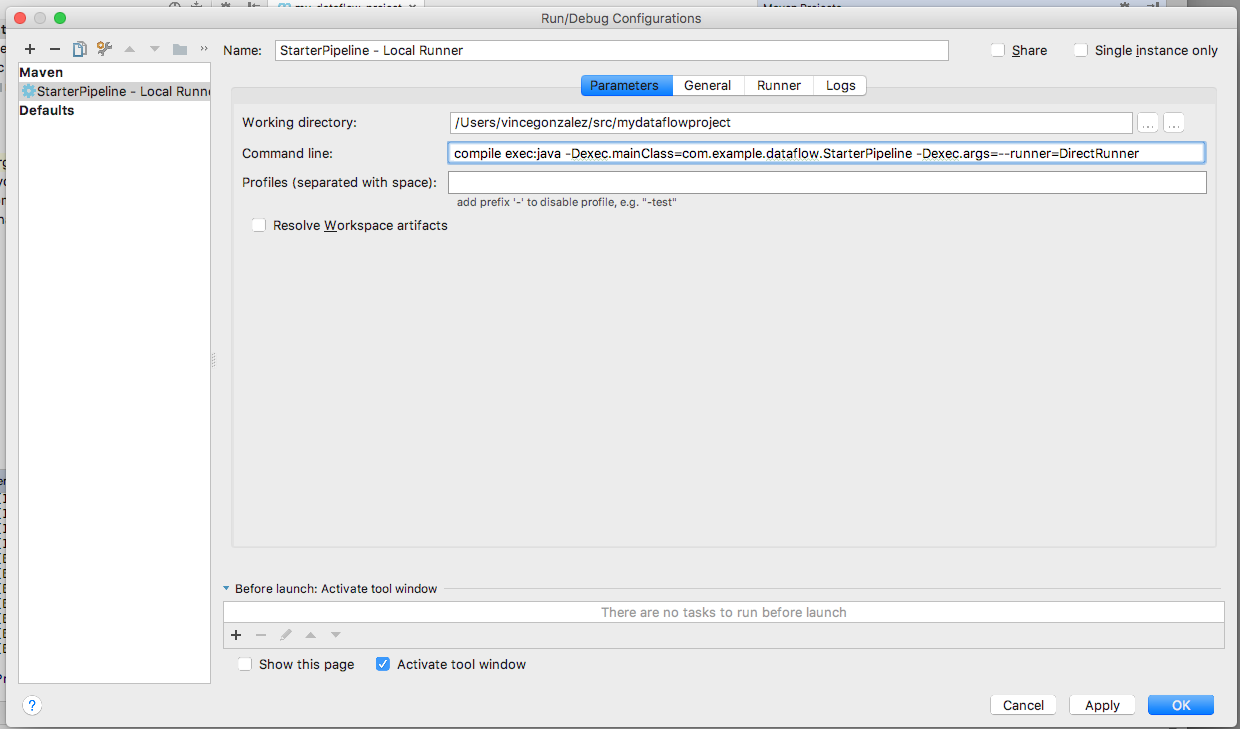 my_dataflow_project
Maven Projects
Run/Debug Configurations
Name: StarterPipeline - Local Runner
Share
Single instance only
Maven
StarterPipeline - Local Runne
Defaults
Parameters General Runner Logs
Working directory: /Users/vincegonzalez/src/mydataflowproject
Command line: compile exec:java -Dexec.mainClass=com.example.dataflow.StarterPipeline -Dexec.args=--runner=DirectRunner
Profiles (separated with space):
add prefix '-' to disable profile, e.g. "-test"
Resolve Workspace artifacts
Before launch: Activate tool window
There are no tasks to run before launch
Show this page
Activate tool window
? Cancel Apply OK